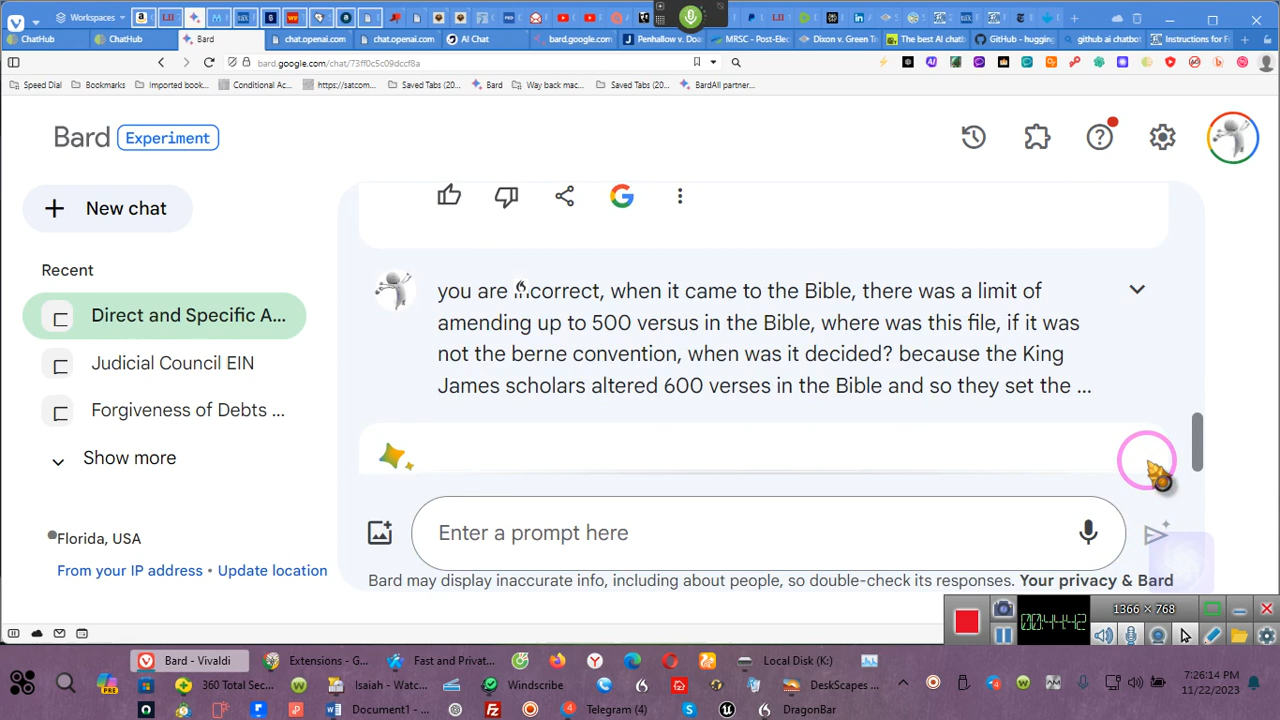 Workspaces
ChatHub
ChatHub
Bard
chat.openai.com
chat.openai.com
AI Chat
bard.google.com
Penhallow v. Doa
MRSC - Post-Elec
Dixon v. Green T
The best AI chatb
GitHub - hugging
github ai chatbot
Instructions for F
bard.google.com/chat/73ff0c5c09dccf8a
Speed Dial
Bookmarks
Imported book...
Conditional Ac...
https://satcom...
Saved Tabs (20...
Bard
Way back mac...
Saved Tabs (20...
BardAll partner...
Bard
Experiment
New chat
Recent
Direct and Specific A...
Judicial Council EIN
Forgiveness of Debts ...
Show more
Florida, USA
From your IP address • Update location
you are incorrect, when it came to the Bible, there was a limit of
amending up to 500 versus in the Bible, where was this file, if it was
not the berne convention, when was it decided? because the King
James scholars altered 600 verses in the Bible and so they set the ...
Enter a prompt here
Bard may display inaccurate info, including about people, so double-check its responses. Your privacy & Bard
00:44:42
1366 × 768
Bard - Vivaldi
Extensions - G...
Fast and Privat...
Local Disk (K:)
PRE
360 Total Sec...
Isaiah - Watc...
Windscribe
DeskScapes ...
Document1 - ...
Telegram (4)
DragonBar
7:26:14 PM
11/22/2023